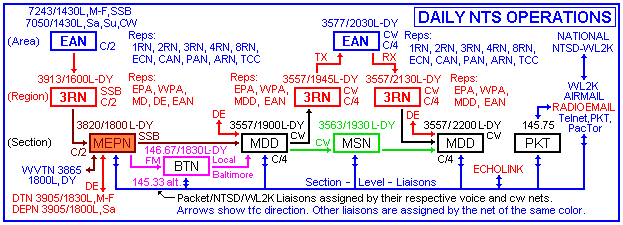 7243/1430L,M-F,SSB
7050/1430L,Sa,Su,CW
3577/2030L-DY
DAILY NTS OPERATIONS
(Area)
EAN
C/2
Reps:
1RN, 2RN, 3RN, 4RN, 8RN,
ECN, CAN, PAN, ARN, TCC
TX
EAN
RX
CW
C/4
Reps:
1RN, 2RN, 3RN, 4RN, 8RN,
ECN, CAN, PAN, ARN, TCC
NATIONAL
NTSD-WL2K
3913/1600L-DY
(Region)
3RN
SSB
C/2
Reps:
EPA, WPA,
MD, DE, EAN
3557/1945L-DY
3RN
CW
C/4
Reps:
EPA, WPA,
MDD, DE, EAN
3557/2130L-DY
3RN
CW
C/4
Reps:
EPA, WPA,
MDD, DE
WL2K
AIRMAIL
RADIOEMAIL
Telnet,PKT,
PacTor
3820/1800L-DY
(Section)
MEPN
SSB
C/2
DE
3557/1900L-DY
MDD
CW
C/4
3563/1930L-DY
CW
MSN
CW
DE
3557/2200L-DY
MDD
CW
C/4
145.75
PKT
146.67/1830L-DY
FM
BTN
Local
Baltimore
145.33 alt.
WVTN 3865
1800L,DY
DE
DTN 3905/1830L,M-F
DEPN 3905/1800L,Sa
ECHOLINK
Section - Level - Liaisons
Packet/NTSD/WL2K Liaisons assigned by their respective voice and cw nets.
Arrows show tfc direction. Other liaisons are assigned by the net of the same color.